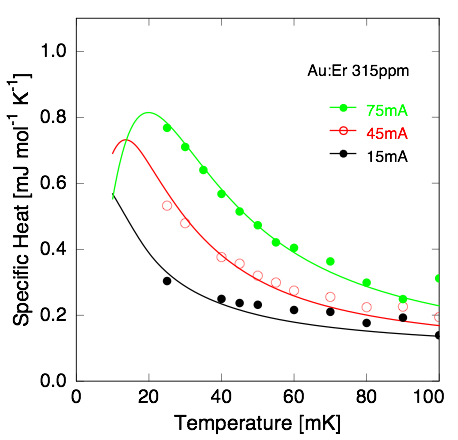 Au:Er 315ppm
75mA
45mA
15mA
1.0
0.8
0.6
0.4
0.2
0.0
0 20 40 60 80 100
Specific Heat [mJ mol⁻¹ K⁻¹]
Temperature [mK]